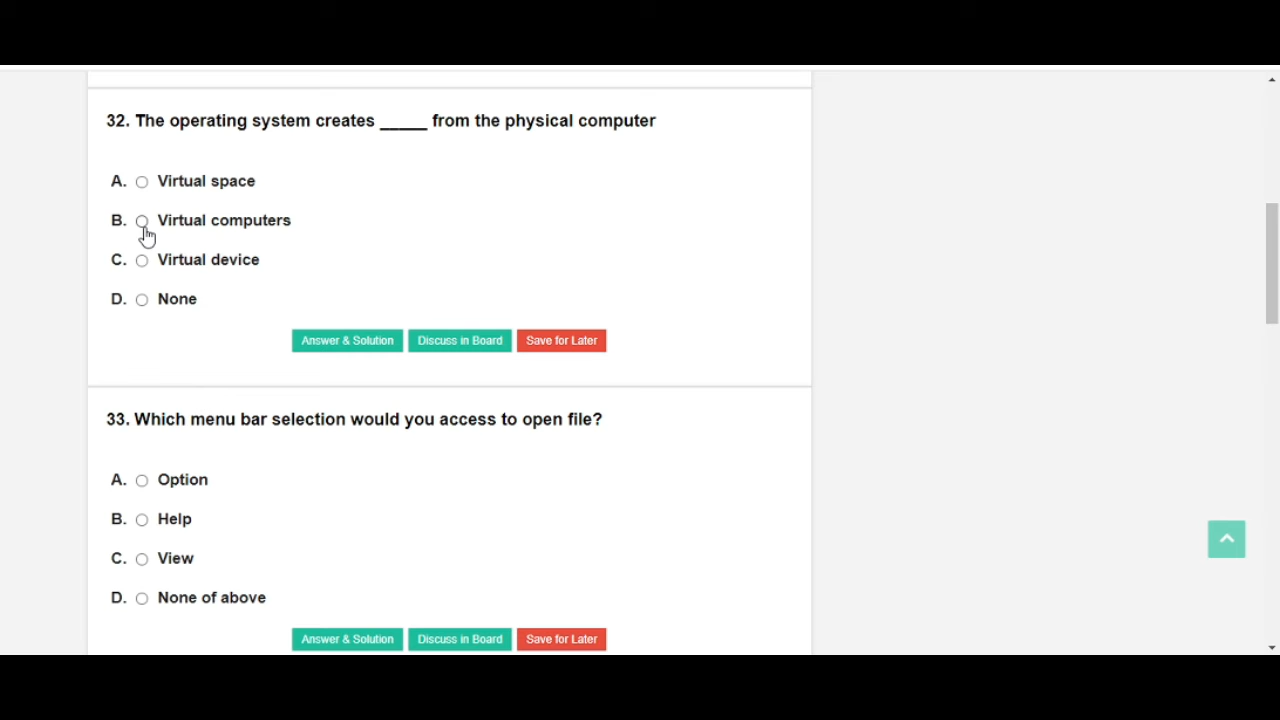 32. The operating system creates _____ from the physical computer
A. Virtual space
B. Virtual computers
C. Virtual device
D. None
Answer & Solution Discuss in Board Save for Later
33. Which menu bar selection would you access to open file?
A. Option
B. Help
C. View
D. None of above
Answer & Solution Discuss in Board Save for Later